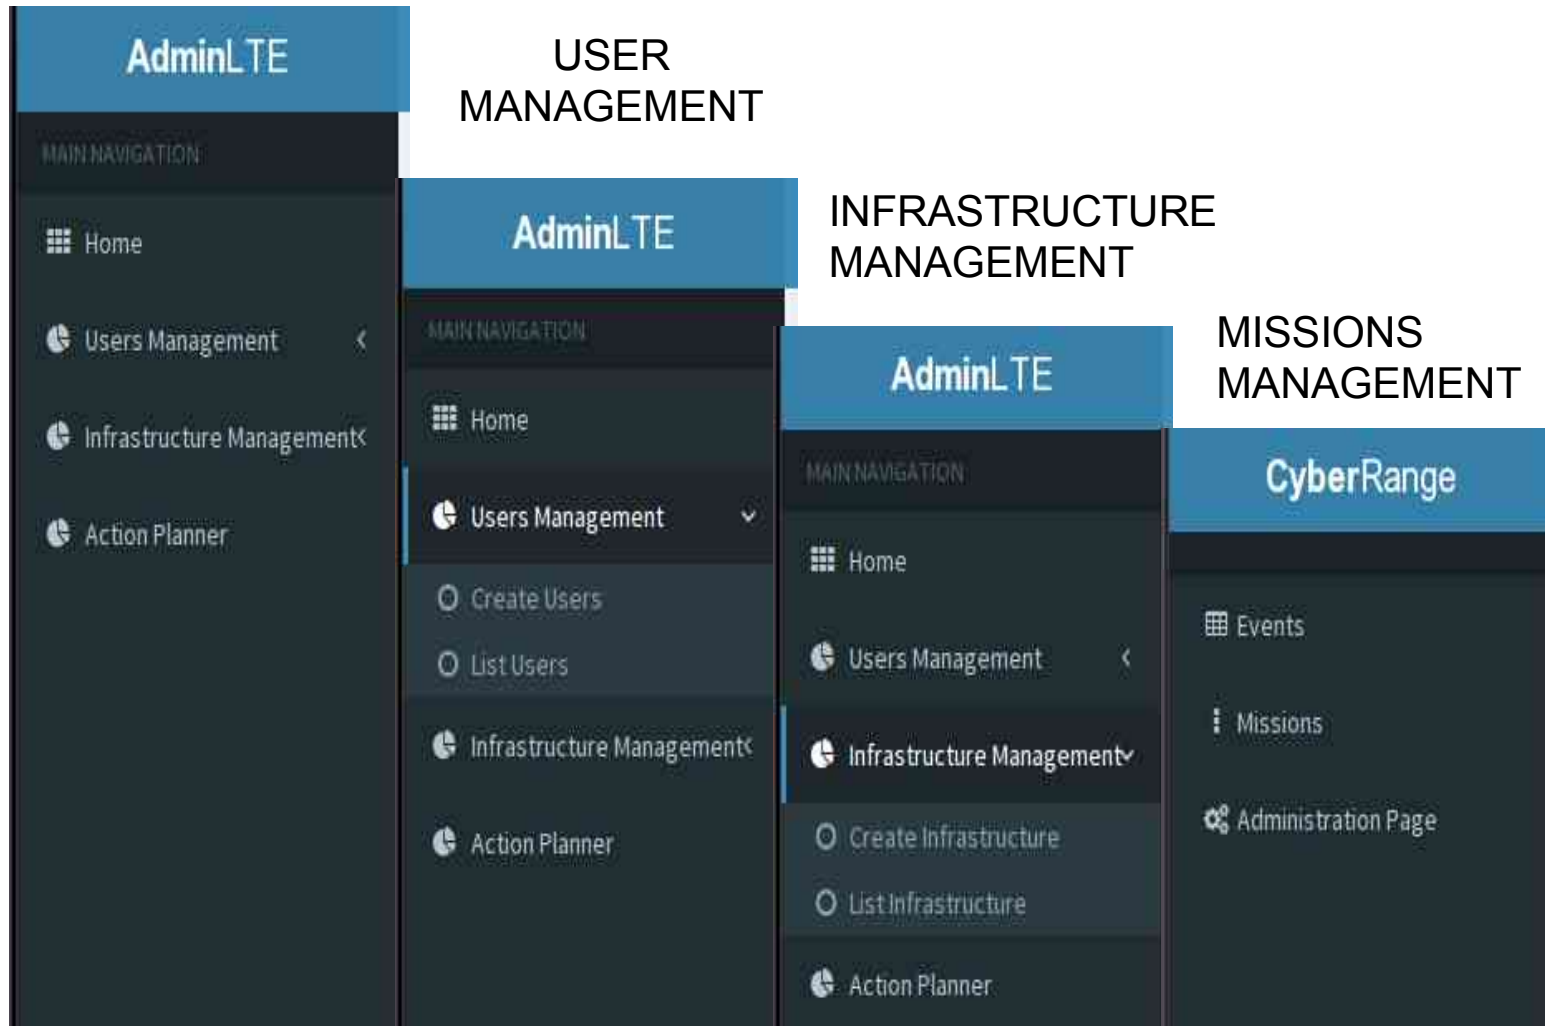 AdminLTE
MAIN NAVIGATION
Home
Users Management
Infrastructure Management
Action Planner
USER
MANAGEMENT
AdminLTE
MAIN NAVIGATION
Home
Users Management
Create Users
List Users
Infrastructure Management
Action Planner
INFRASTRUCTURE
MANAGEMENT
AdminLTE
MAIN NAVIGATION
Home
Users Management
Infrastructure Management
Create Infrastructure
List Infrastructure
Action Planner
MISSIONS
MANAGEMENT
CyberRange
Events
Missions
Administration Page